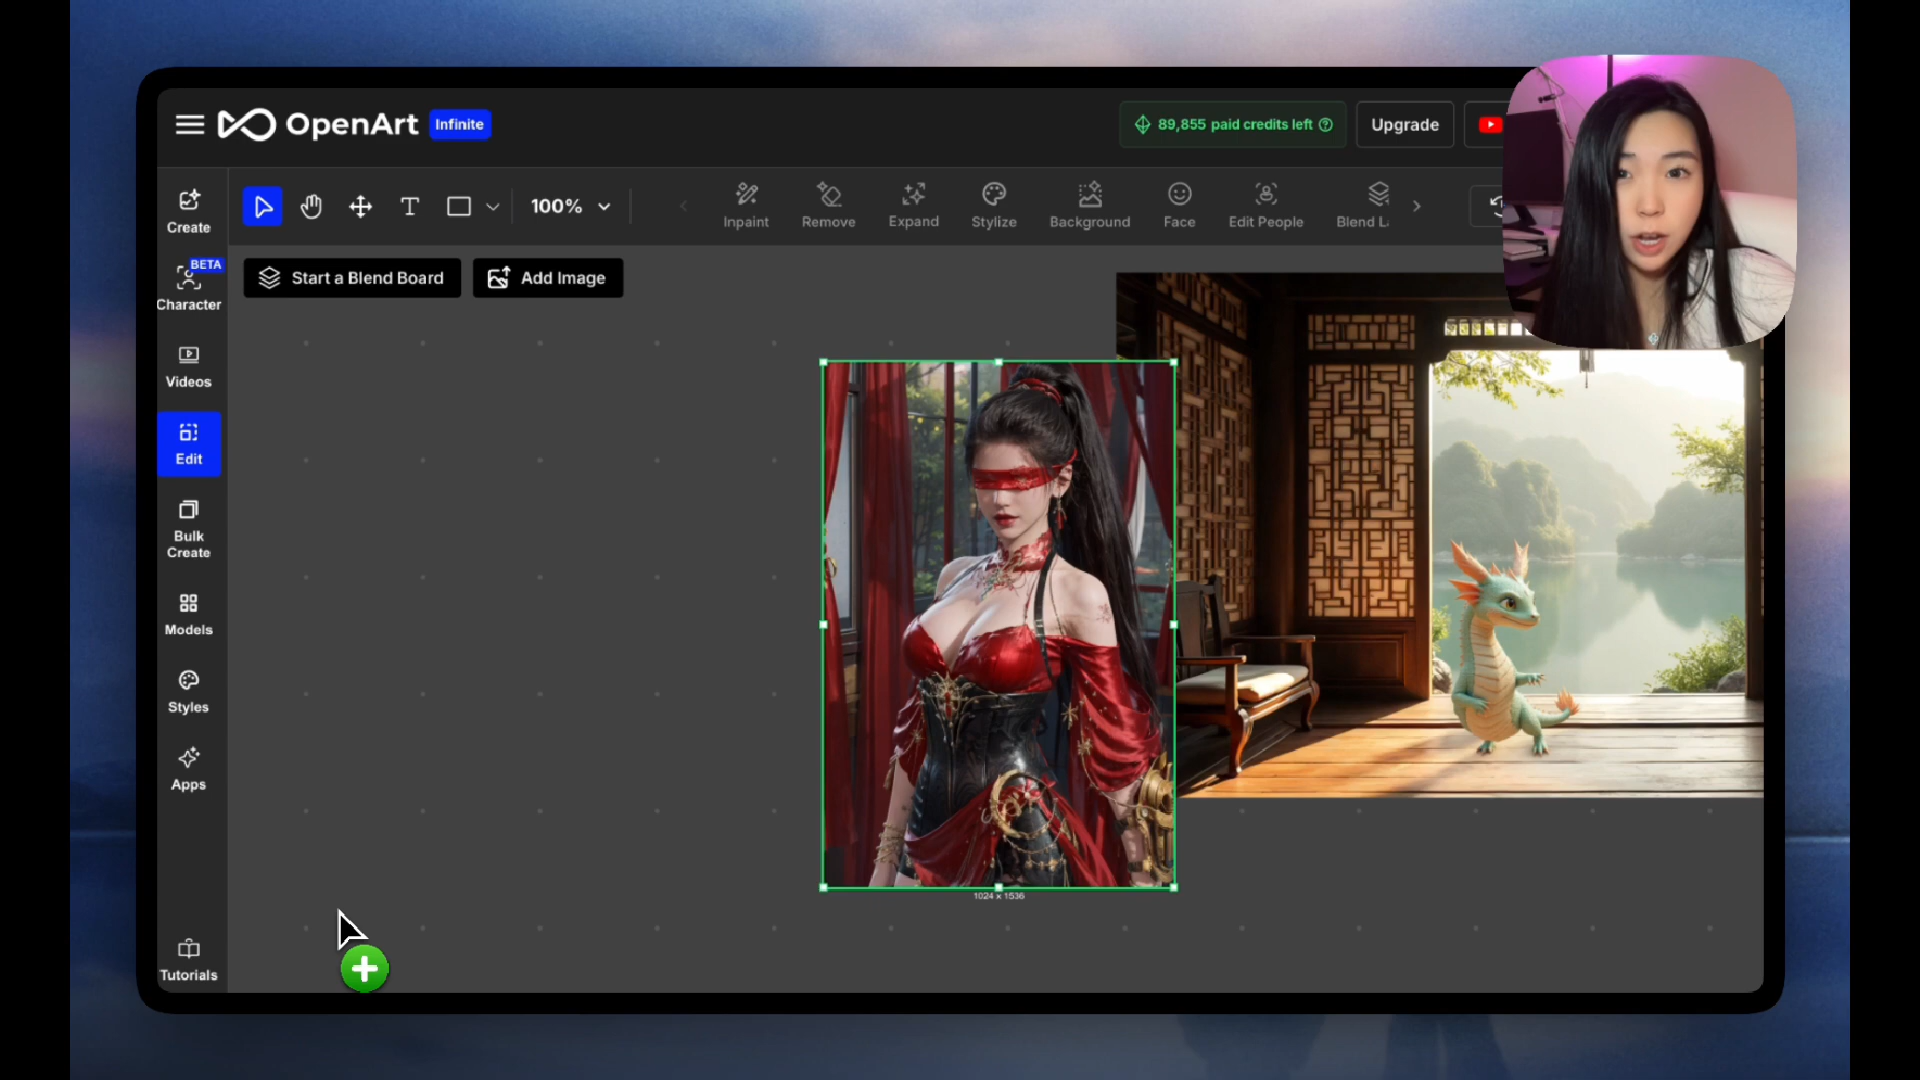 OpenArt Infinite
89,855 paid credits left
Upgrade
Create
BETA
Character
Videos
Edit
Bulk
Create
Models
Styles
Apps
Tutorials
T
100%
Inpaint
Remove
Expand
Stylize
Background
Face
Edit People
Blend L
Start a Blend Board
Add Image
1024 x 1536